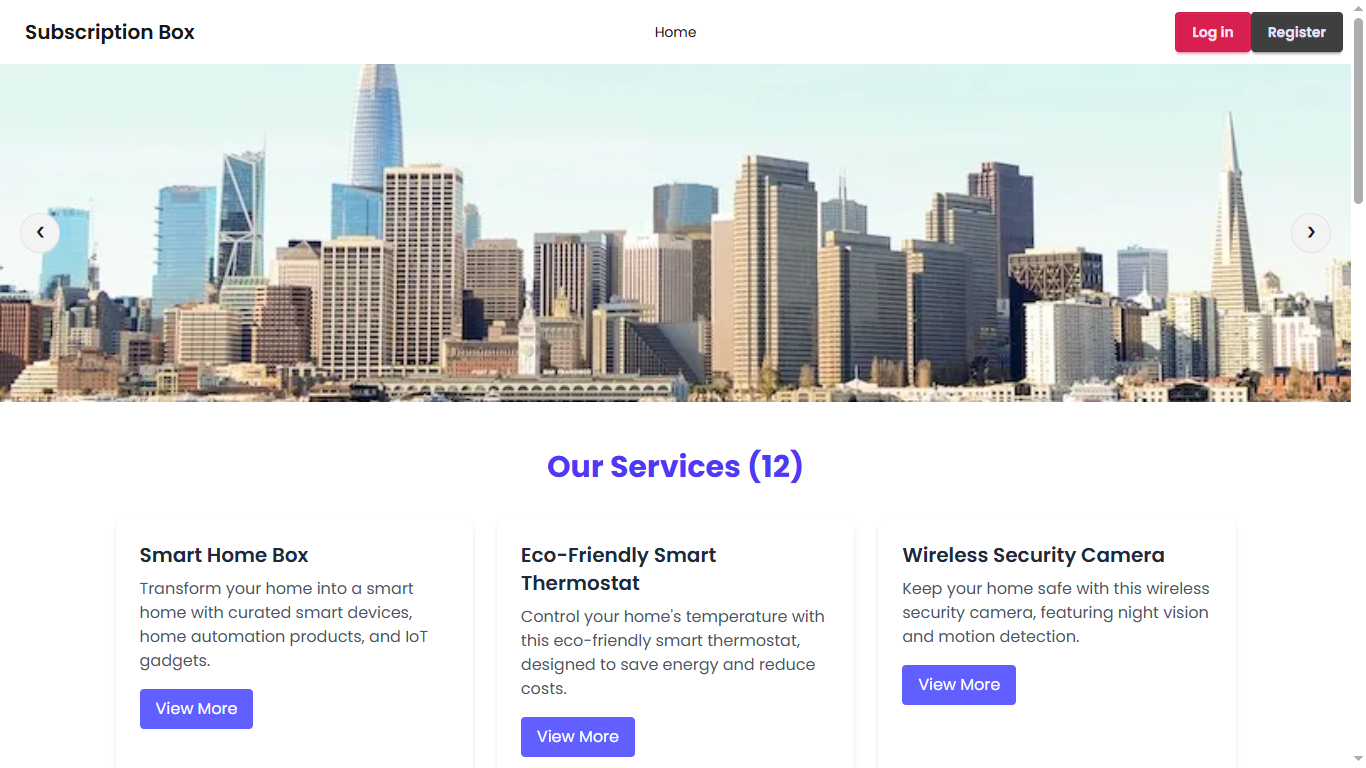 Subscription Box
Home
Log in
Register
‹
›
Our Services (12)
Smart Home Box
Transform your home into a smart
home with curated smart devices,
home automation products, and IoT
gadgets.
View More
Eco-Friendly Smart
Thermostat
Control your home's temperature with
this eco-friendly smart thermostat,
designed to save energy and reduce
costs.
View More
Wireless Security Camera
Keep your home safe with this wireless
security camera, featuring night vision
and motion detection.
View More